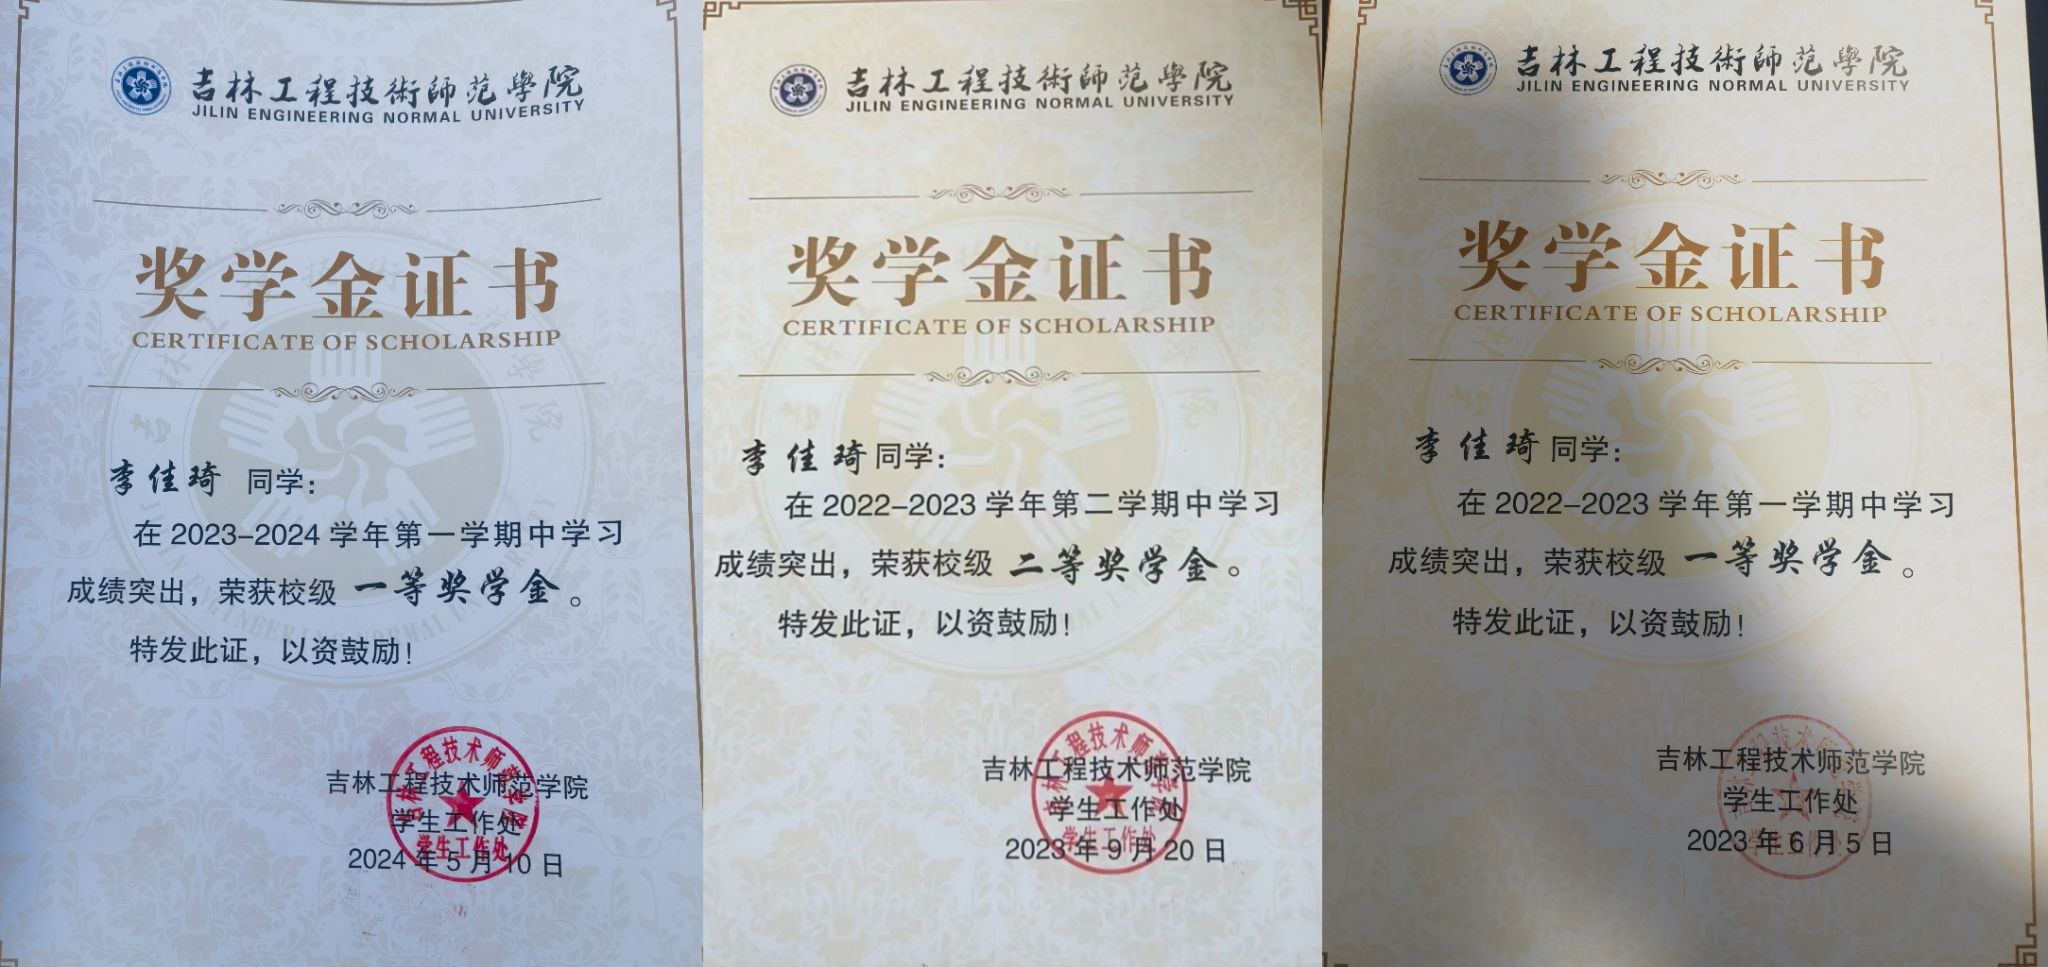 吉林工程技術師范學院
JILIN ENGINEERING NORMAL UNIVERSITY
奖学金证书
CERTIFICATE OF SCHOLARSHIP
李佳琦 同学：
在 2023-2024 学年第一学期中学习
成绩突出，荣获校级 一等奖学金。
特发此证，以资鼓励！
吉林工程技术师范学院
学生工作处
2024 年 5 月 10 日
吉林工程技術師范學院
JILIN ENGINEERING NORMAL UNIVERSITY
奖学金证书
CERTIFICATE OF SCHOLARSHIP
李佳琦 同学：
在 2022-2023 学年第二学期中学习
成绩突出，荣获校级 二等奖学金。
特发此证，以资鼓励！
吉林工程技术师范学院
学生工作处
2023 年 9 月 20 日
吉林工程技術師范學院
JILIN ENGINEERING NORMAL UNIVERSITY
奖学金证书
CERTIFICATE OF SCHOLARSHIP
李佳琦 同学：
在 2022-2023 学年第一学期中学习
成绩突出，荣获校级 一等奖学金。
特发此证，以资鼓励！
吉林工程技术师范学院
学生工作处
2023 年 6 月 5 日